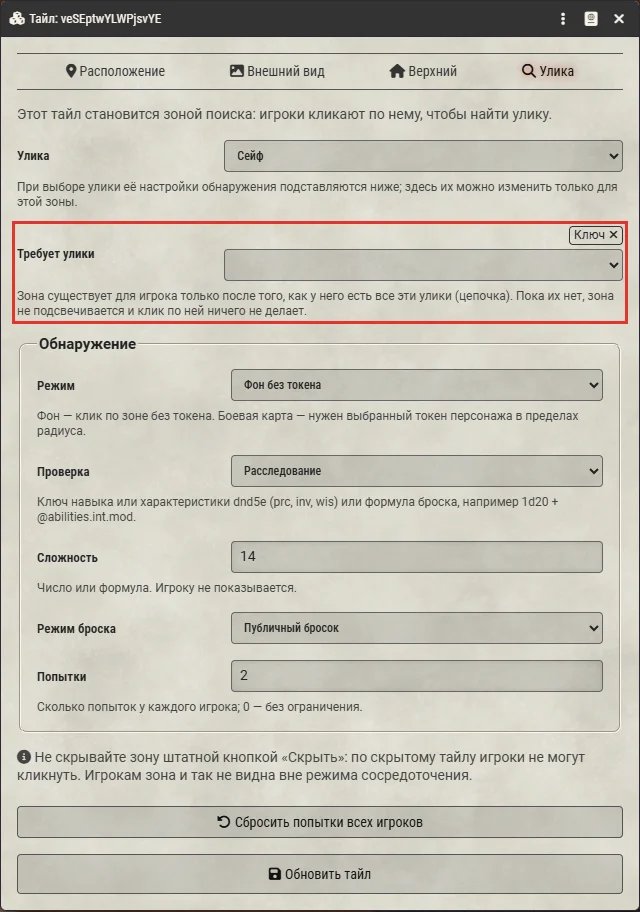 Тайл: veSEptwYLWPjsvYE
Расположение
Внешний вид
Верхний
Улика
Этот тайл становится зоной поиска: игроки кликают по нему, чтобы найти улику.
Улика
Сейф
При выборе улики её настройки обнаружения подставляются ниже; здесь их можно изменить только для
этой зоны.
Ключ ×
Требует улики
Зона существует для игрока только после того, как у него есть все эти улики (цепочка). Пока их нет, зона
не подсвечивается и клик по ней ничего не делает.
Обнаружение
Режим
Фон без токена
Фон — клик по зоне без токена. Боевая карта — нужен выбранный токен персонажа в пределах
радиуса.
Проверка
Расследование
Ключ навыка или характеристики dnd5e (prc, inv, wis) или формула броска, например 1d20 +
@abilities.int.mod.
Сложность
14
Число или формула. Игроку не показывается.
Режим броска
Публичный бросок
Попытки
2
Сколько попыток у каждого игрока; 0 — без ограничения.
Не скрывайте зону штатной кнопкой «Скрыть»: по скрытому тайлу игроки не могут
кликнуть. Игрокам зона и так не видна вне режима сосредоточения.
Сбросить попытки всех игроков
Обновить тайл